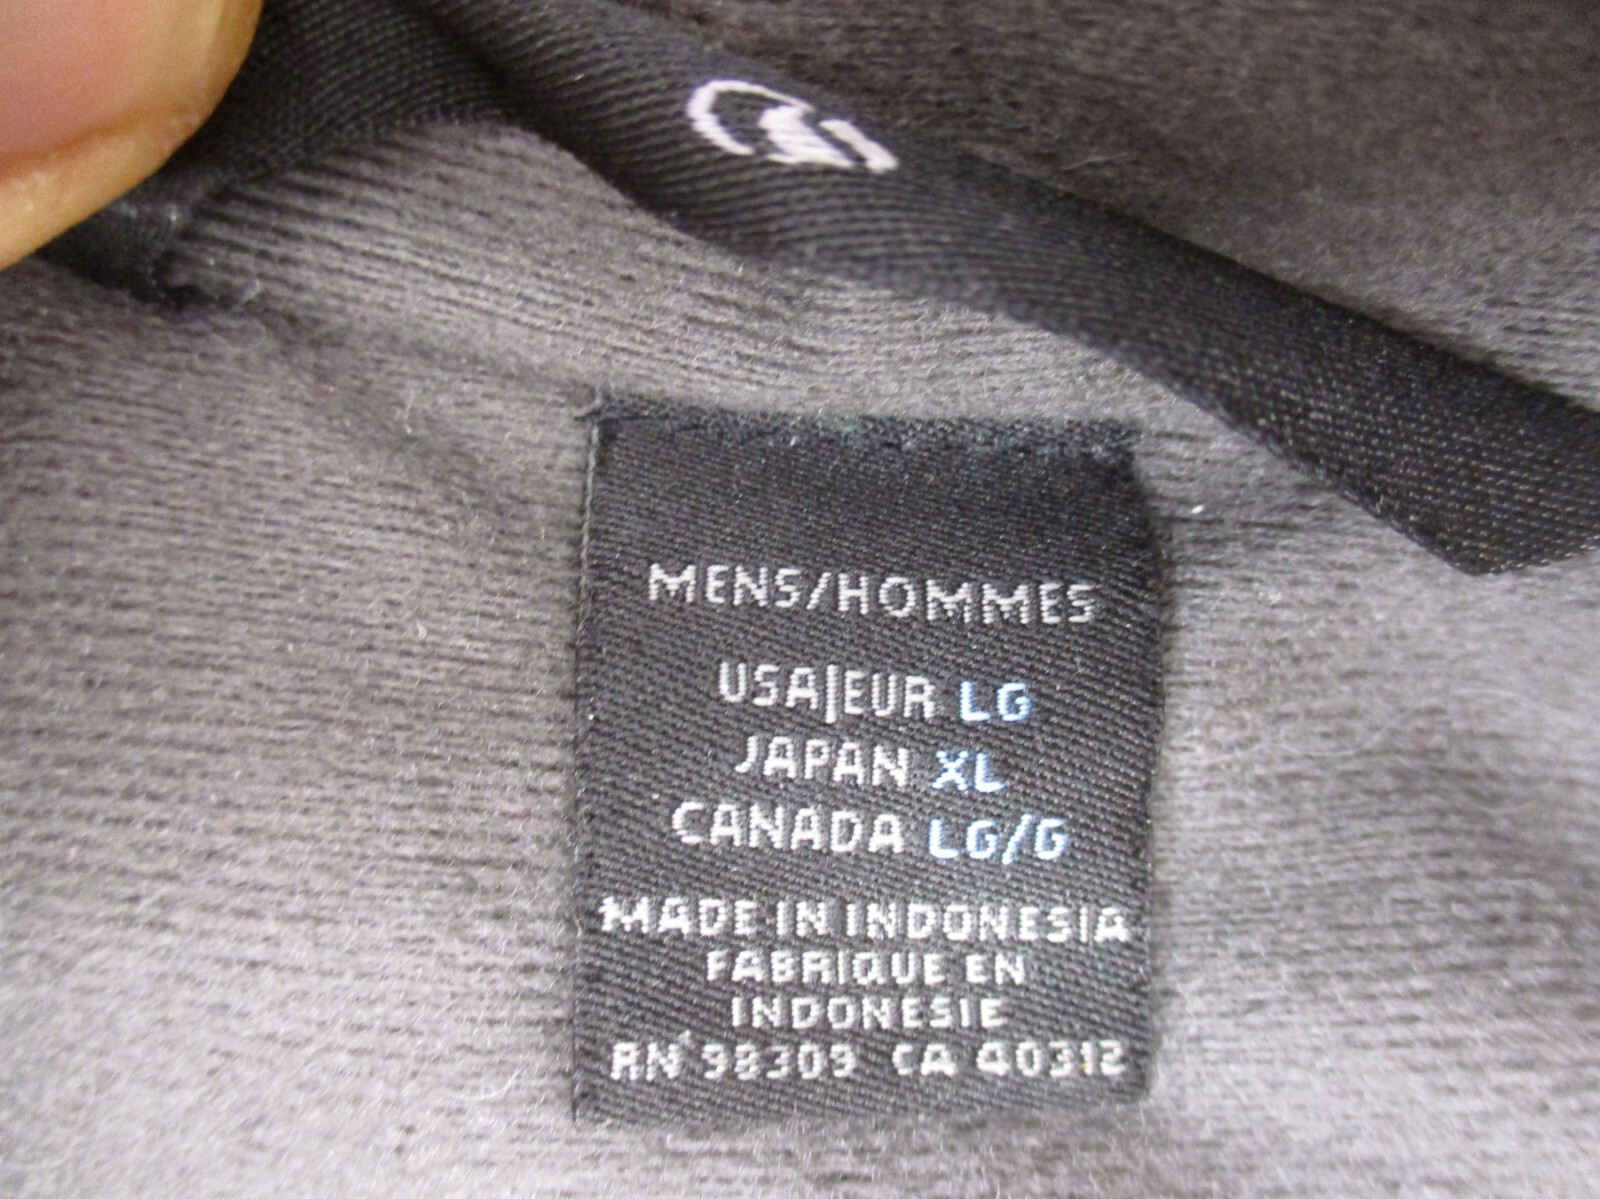 MENS/HOMMES
USA|EUR LG
JAPAN XL
CANADA LG/G
MADE IN INDONESIA
FABRIQUE EN
INDONESIE
RN 98309 CA 40312